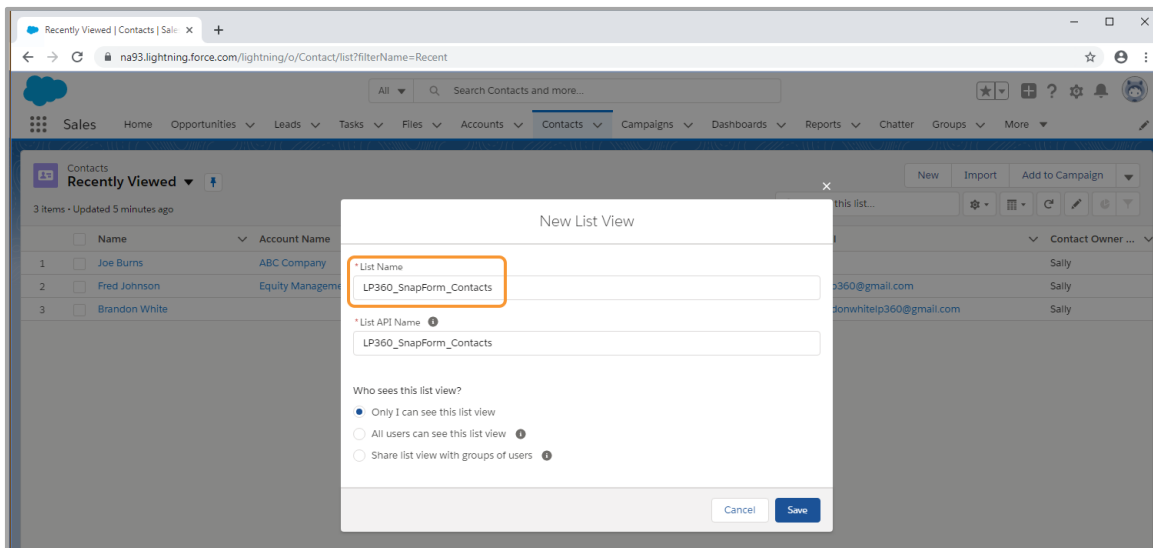 Recently Viewed | Contacts | Sale
na93.lightning.force.com/lightning/o/Contact/list?filterName=Recent
All Search Contacts and more...
Sales Home Opportunities Leads Tasks Files Accounts Contacts Campaigns Dashboards Reports Chatter Groups More
Contacts
Recently Viewed
New Import Add to Campaign
3 items • Updated 5 minutes ago
this list...
Name Account Name Contact Owner ...
1 Joe Burns ABC Company Sally
2 Fred Johnson Equity Manageme p360@gmail.com Sally
3 Brandon White donwhitelp360@gmail.com Sally
New List View
*List Name
LP360_SnapForm_Contacts
*List API Name
LP360_SnapForm_Contacts
Who sees this list view?
Only I can see this list view
All users can see this list view
Share list view with groups of users
Cancel Save